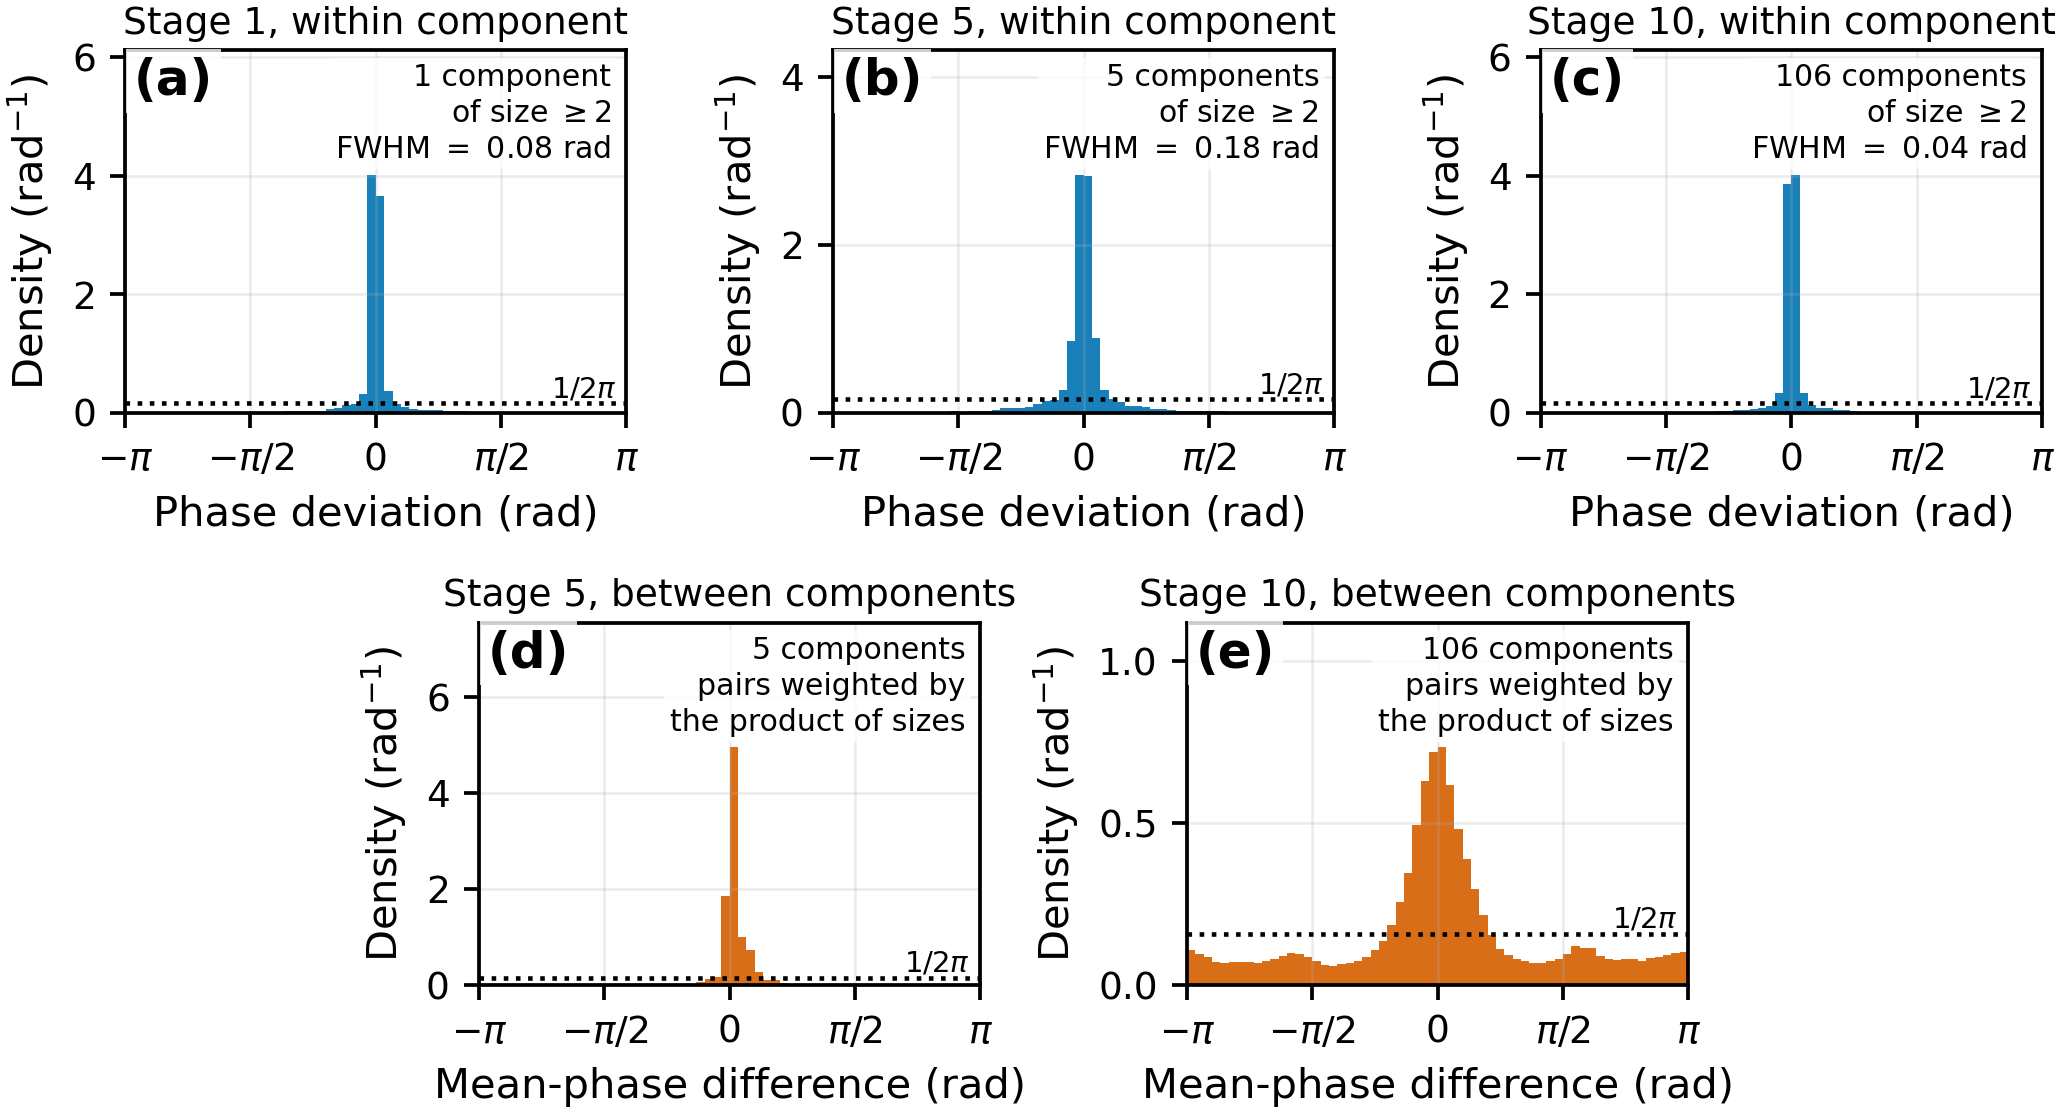 Stage 1, within component
(a)
1 component
of size ≥2
FWHM = 0.08 rad
1/2π
6
4
2
0
Density (rad⁻¹)
−π −π/2 0 π/2 π
Phase deviation (rad)
Stage 5, within component
(b)
5 components
of size ≥2
FWHM = 0.18 rad
1/2π
4
2
0
Density (rad⁻¹)
−π −π/2 0 π/2 π
Phase deviation (rad)
Stage 10, within component
(c)
106 components
of size ≥2
FWHM = 0.04 rad
1/2π
6
4
2
0
Density (rad⁻¹)
−π −π/2 0 π/2 π
Phase deviation (rad)
Stage 5, between components
(d)
5 components
pairs weighted by
the product of sizes
1/2π
6
4
2
0
Density (rad⁻¹)
−π −π/2 0 π/2 π
Mean-phase difference (rad)
Stage 10, between components
(e)
106 components
pairs weighted by
the product of sizes
1/2π
1.0
0.5
0.0
Density (rad⁻¹)
−π −π/2 0 π/2 π
Mean-phase difference (rad)